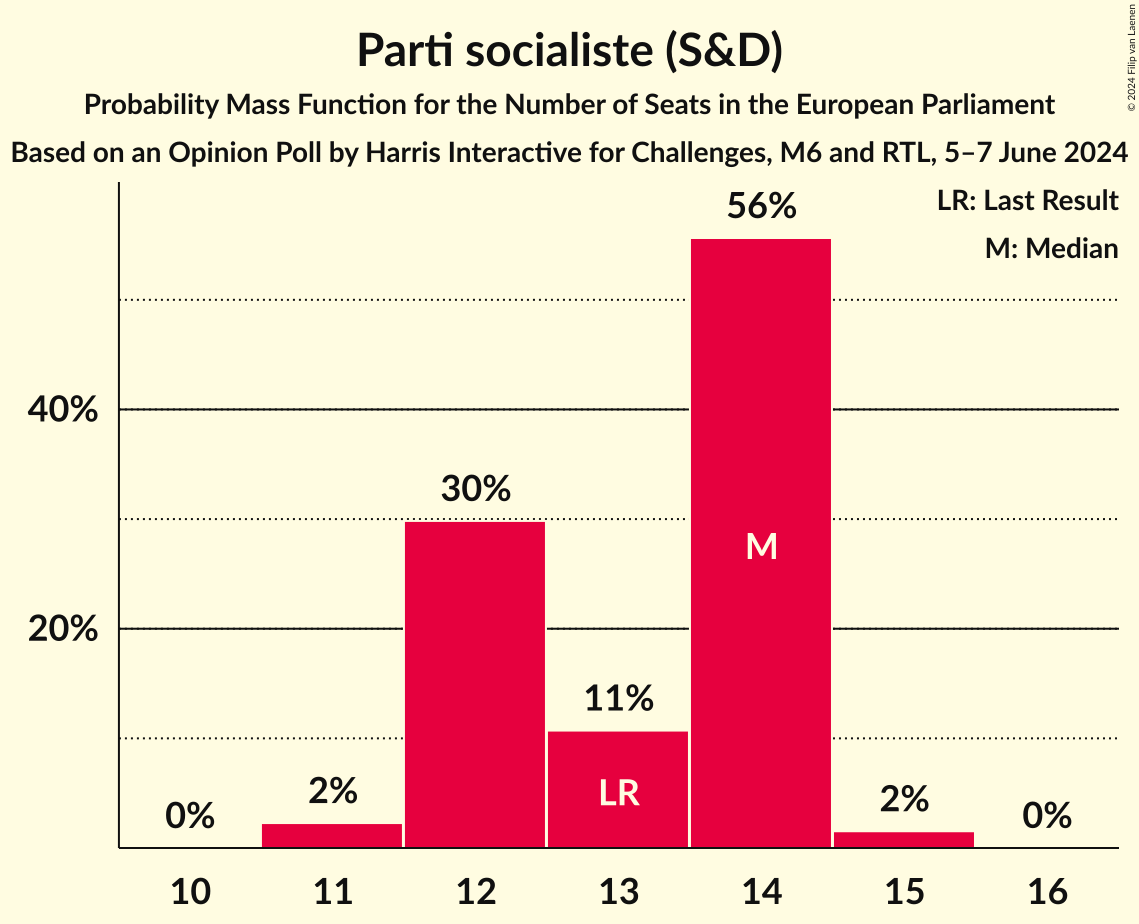 Parti socialiste (S&D)
Probability Mass Function for the Number of Seats in the European Parliament
Based on an Opinion Poll by Harris Interactive for Challenges, M6 and RTL, 5–7 June 2024
© 2024 Filip van Laenen
LR: Last Result
M: Median
56%
40%
30%
M
20%
11%
LR
0%
2%
2%
0%
10 11 12 13 14 15 16